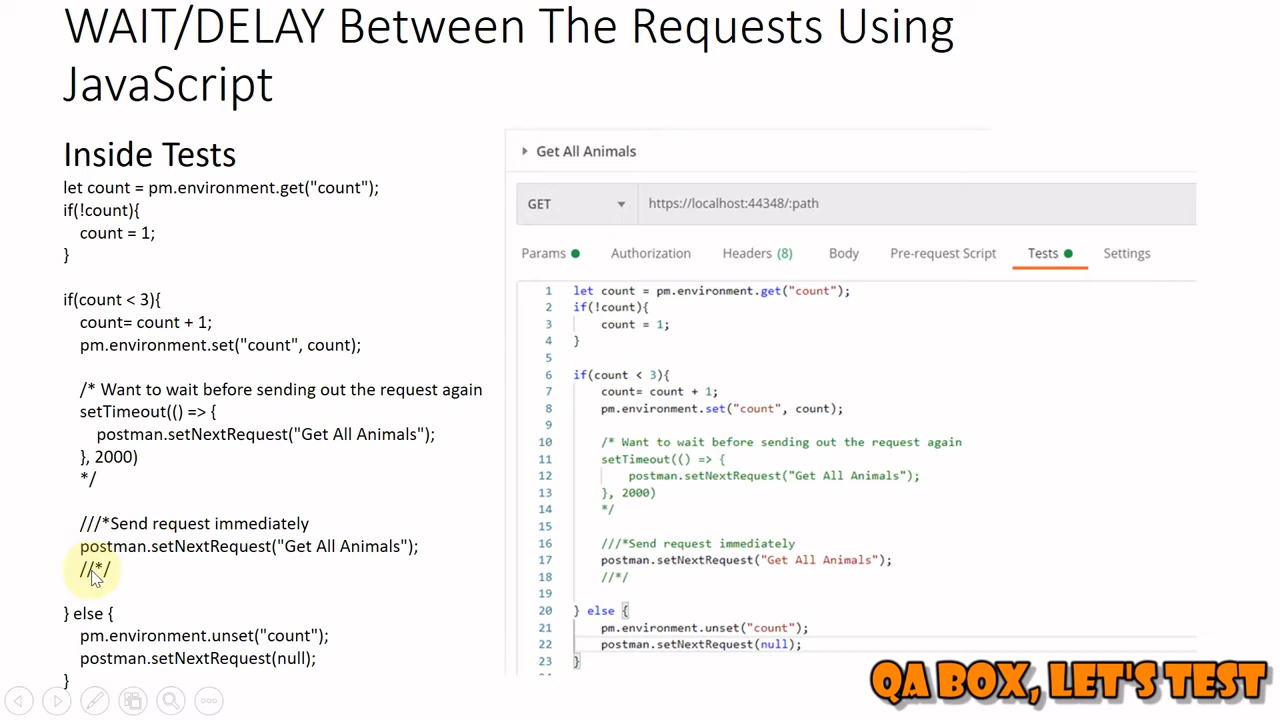 WAIT/DELAY Between The Requests Using
JavaScript
Inside Tests
let count = pm.environment.get("count");
if(!count){
count = 1;
}
if(count < 3){
count= count + 1;
pm.environment.set("count", count);
/* Want to wait before sending out the request again
setTimeout(() => {
postman.setNextRequest("Get All Animals");
}, 2000)
*/
///*Send request immediately
postman.setNextRequest("Get All Animals");
//*/
} else {
pm.environment.unset("count");
postman.setNextRequest(null);
}
Get All Animals
GET https://localhost:44348/:path
Params Authorization Headers (8) Body Pre-request Script Tests Settings
1 let count = pm.environment.get("count");
2 if(!count){
3 count = 1;
4 }
5
6 if(count < 3){
7 count= count + 1;
8 pm.environment.set("count", count);
9
10 /* Want to wait before sending out the request again
11 setTimeout(() => {
12 postman.setNextRequest("Get All Animals");
13 }, 2000)
14 */
15
16 ///*Send request immediately
17 postman.setNextRequest("Get All Animals");
18 //*/
19
20 } else {
21 pm.environment.unset("count");
22 postman.setNextRequest(null);
23 }
QA BOX, LET'S TEST